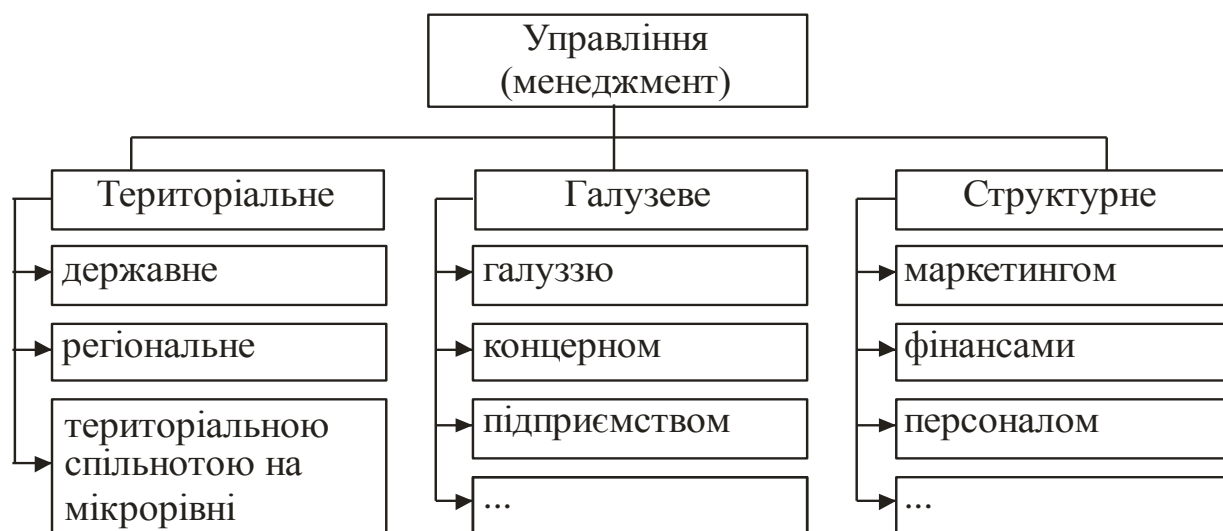 Управління
(менеджмент)
Територіальне
державне
регіональне
територіальною
спільнотою на
мікрорівні
Галузеве
галуззю
концерном
підприємством
...
Структурне
маркетингом
фінансами
персоналом
...